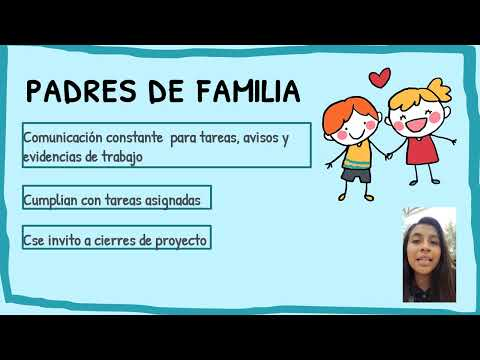 PADRES DE FAMILIA
Comunicación constante para tareas, avisos y
evidencias de trabajo
Cumplian con tareas asignadas
Cse invito a cierres de proyecto